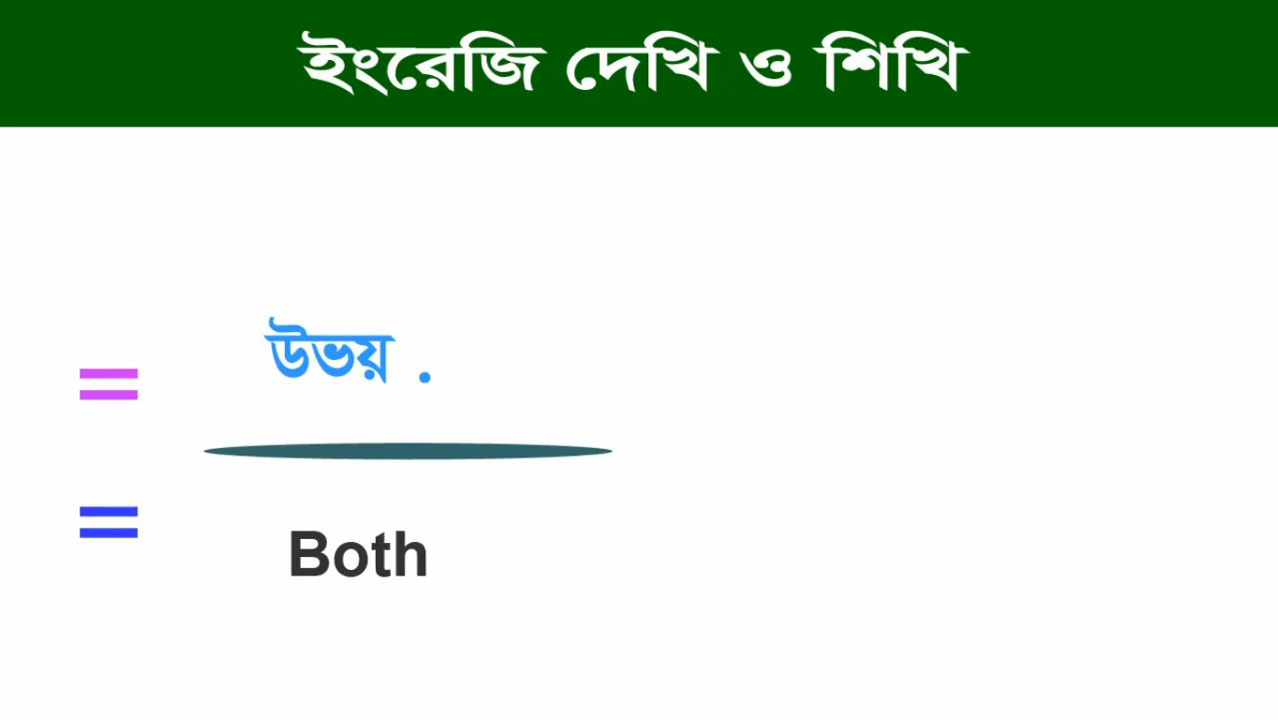 ইংরেজি দেখি ও শিখি
= উভয় .
= Both